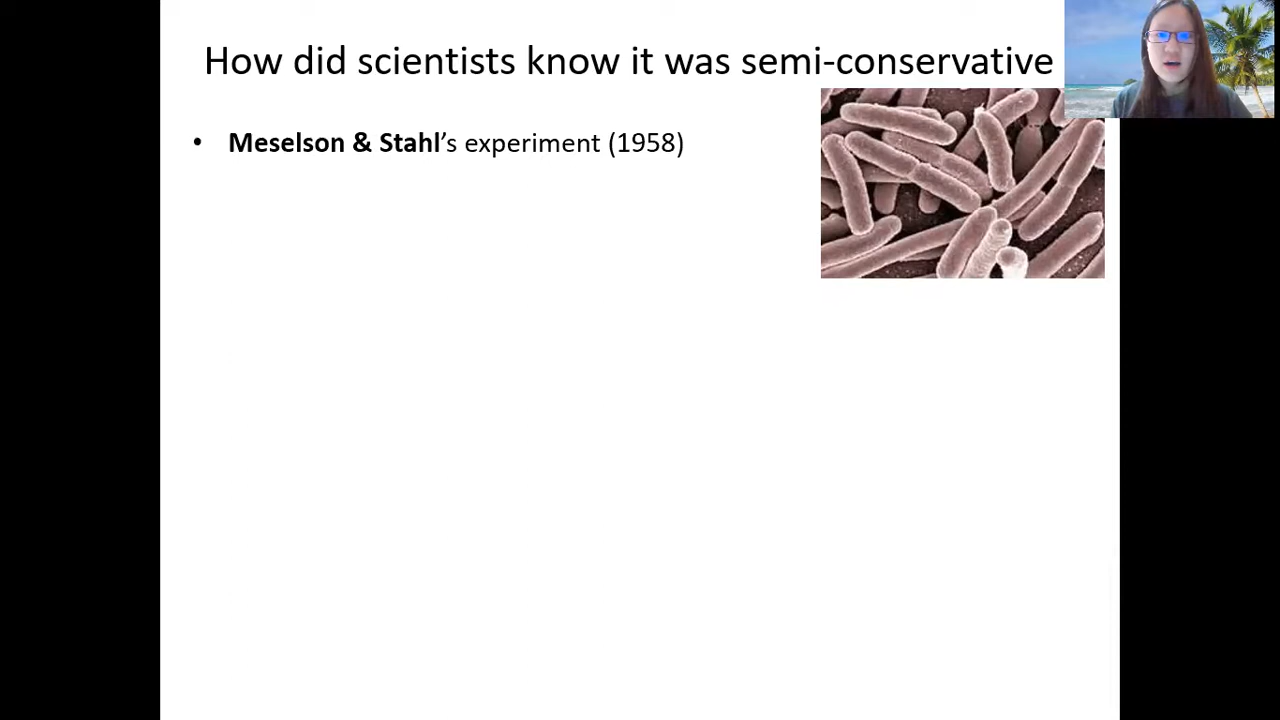 How did scientists know it was semi-conservative
• Meselson & Stahl’s experiment (1958)